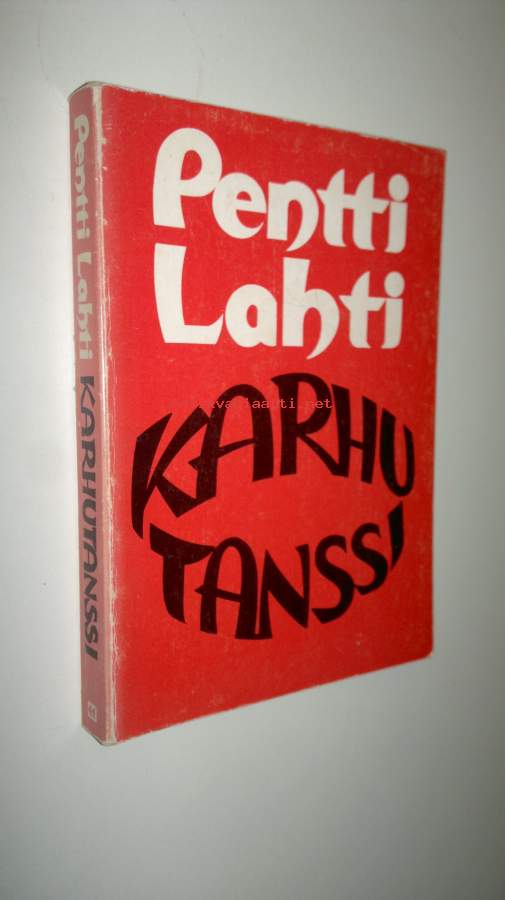 Pentti
Lahti
KARHU
TANSSI
Pentti Lahti KARHUTANSSI